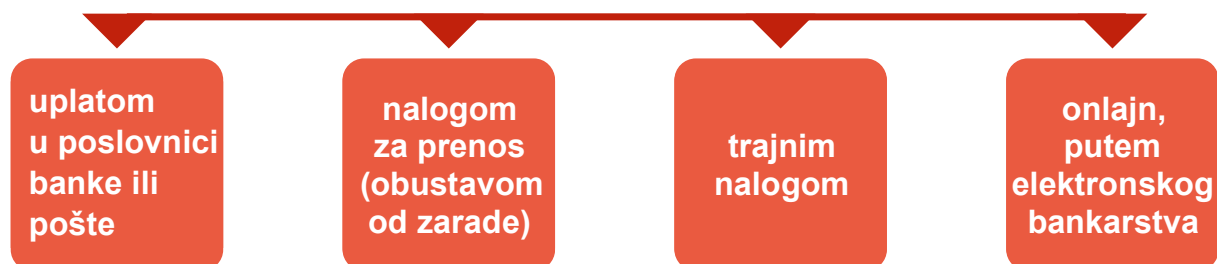 uplatom
u poslovnici
banke ili
pošte
nalogom
za prenos
(obustavom
od zarade)
trajnim
nalogom
onlajn,
putem
elektronskog
bankarstva